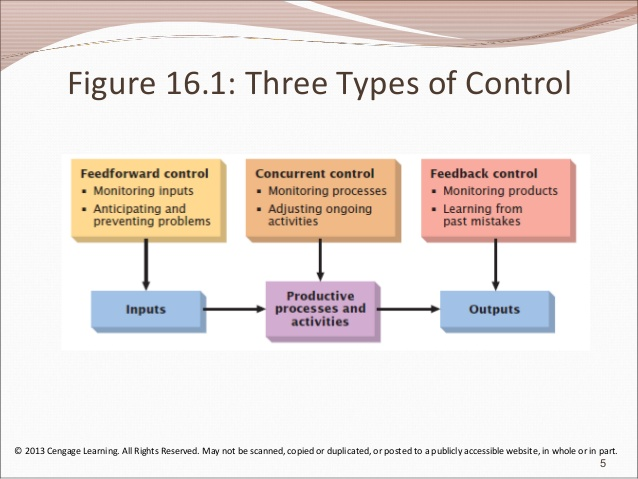 Figure 16.1: Three Types of Control
Feedforward control
▪ Monitoring inputs
▪ Anticipating and
preventing problems
Concurrent control
▪ Monitoring processes
▪ Adjusting ongoing
activities
Feedback control
▪ Monitoring products
▪ Learning from
past mistakes
Inputs
Productive
processes and
activities
Outputs
© 2013 Cengage Learning. All Rights Reserved. May not be scanned, copied or duplicated, or posted to a publicly accessible website, in whole or in part.
5